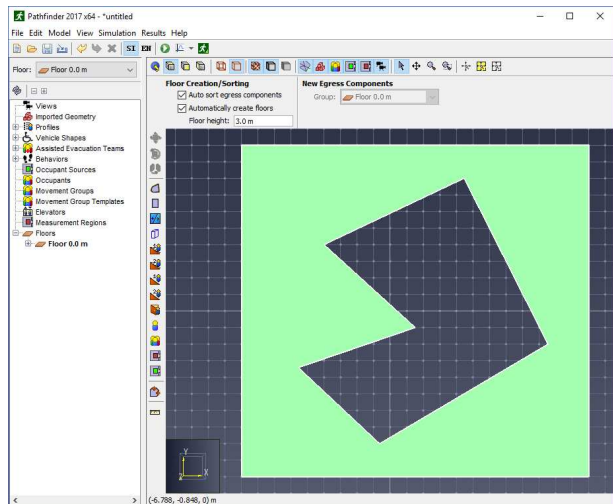 Pathfinder 2017 x64 - *untitled
File Edit Model View Simulation Results Help
SI EN
Floor: Floor 0.0 m
Floor Creation/Sorting
Auto sort egress components
Automatically create floors
Floor height: 3.0 m
New Egress Components
Group: Floor 0.0 m
Views
Imported Geometry
Profiles
Vehicle Shapes
Assisted Evacuation Teams
Behaviors
Occupant Sources
Occupants
Movement Groups
Movement Group Templates
Elevators
Measurement Regions
Floors
Floor 0.0 m
Y
X
Z
(-6.788, -0.848, 0) m